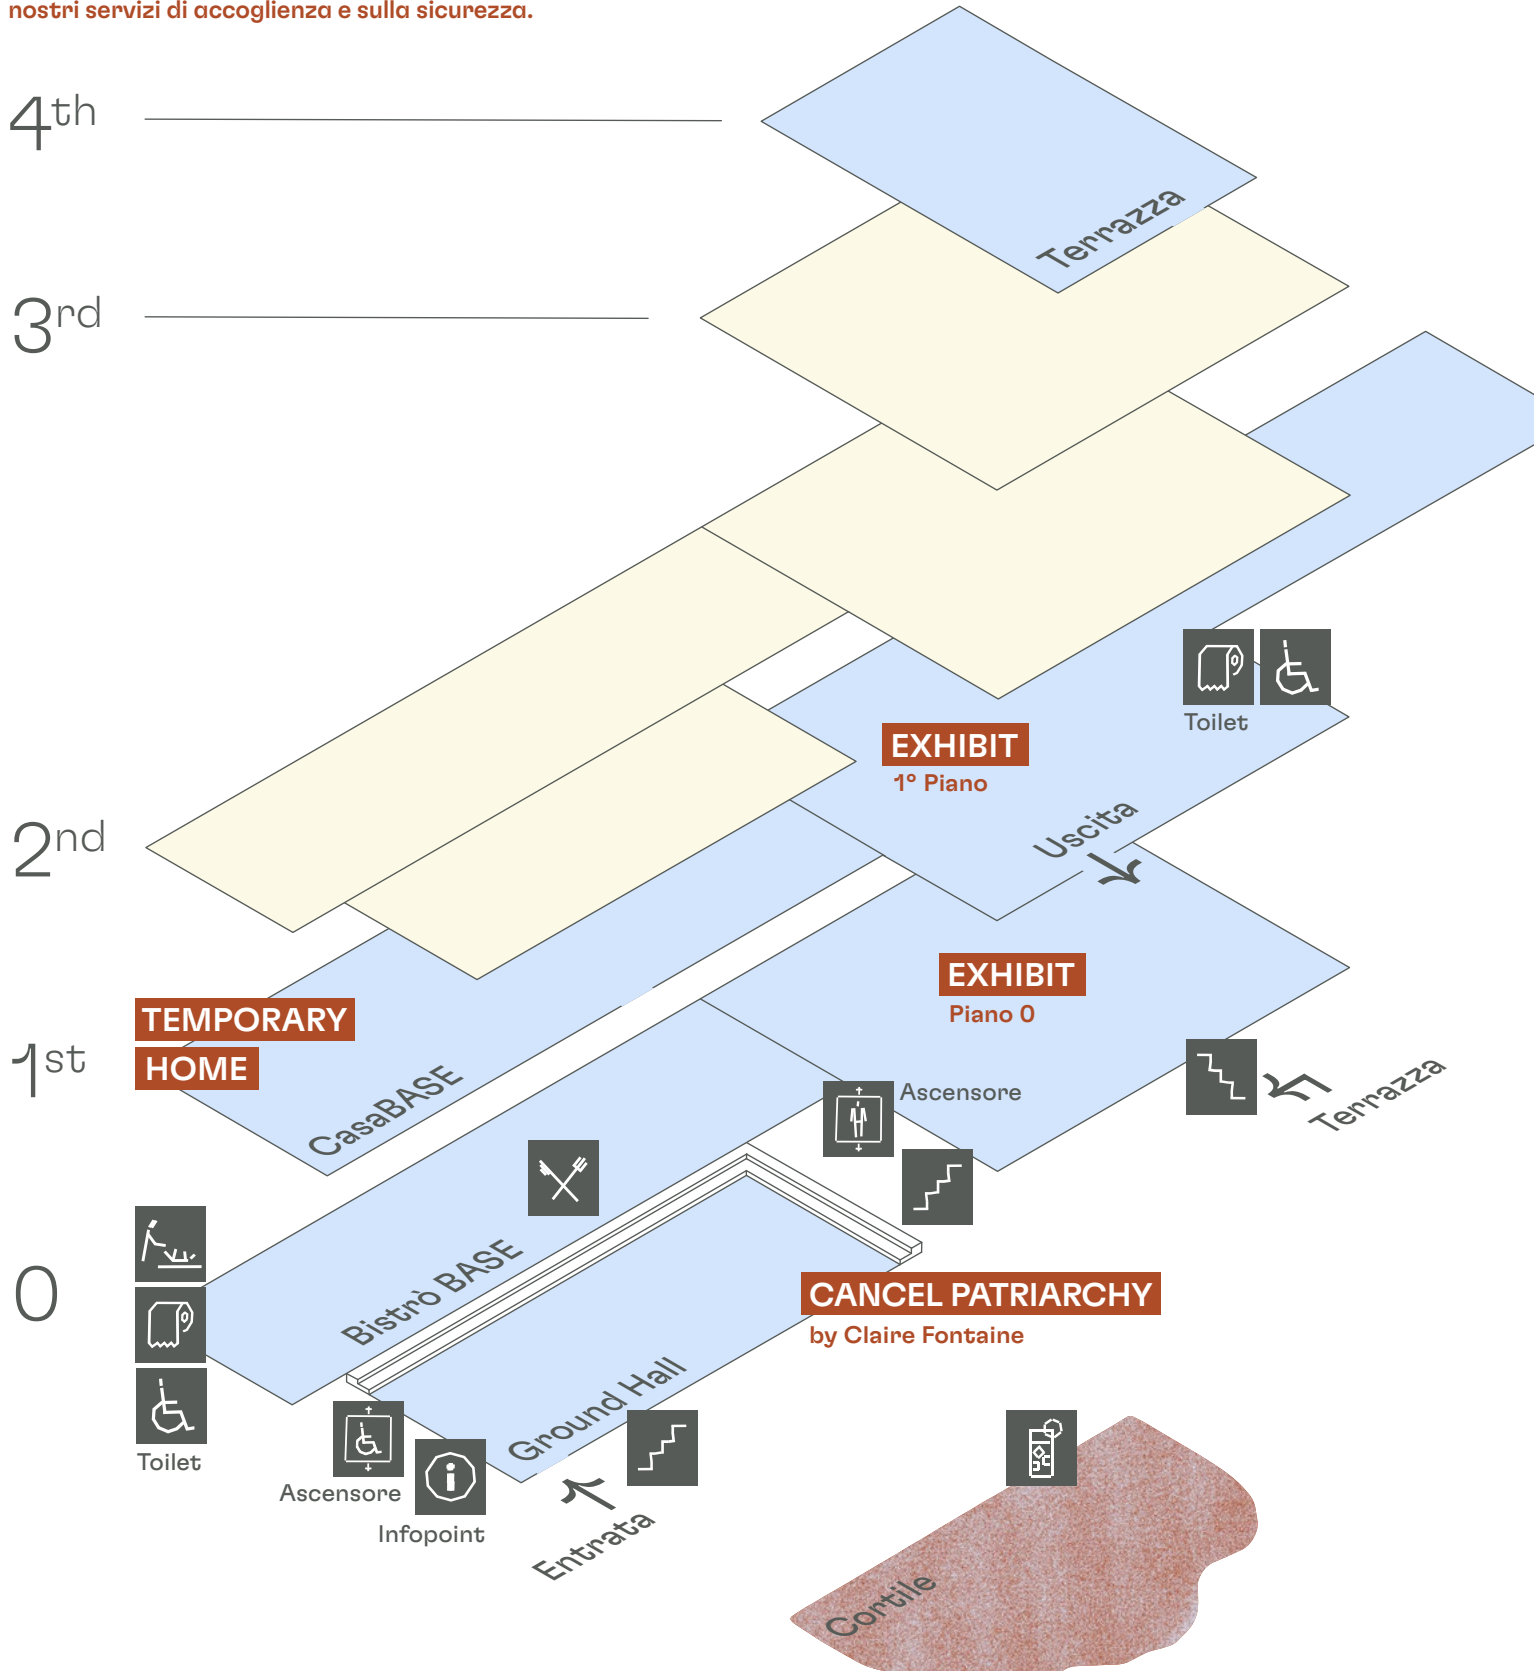 nostri servizi di accoglienza e sulla sicurezza.
4th
Terrazza
3rd
Toilet
EXHIBIT
1° Piano
Uscita
2nd
EXHIBIT
Piano 0
TEMPORARY
HOME
1st
CasaBASE
Ascensore
Terrazza
0
Bistrò BASE
CANCEL PATRIARCHY
by Claire Fontaine
Ground Hall
Toilet
Ascensore
Infopoint
Entrata
Cortile